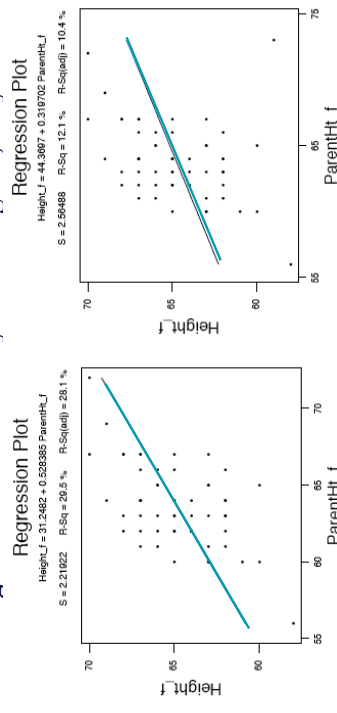 Regression Plot
Height_f = 31.2482 + 0.528385 ParentHt_f
S = 2.21922 R-Sq = 29.5 % R-Sq(adj) = 28.1 %
70
65
60
Height_f
55 60 65 70
ParentHt_f
Regression Plot
Height_f = 44.3697 + 0.319702 ParentHt_f
S = 2.56488 R-Sq = 12.1 % R-Sq(adj) = 10.4 %
70
65
60
Height_f
55 65 75
ParentHt_f